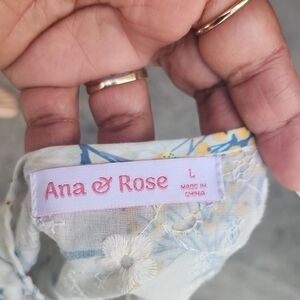 Ana & Rose
L
MADE IN
CHINA